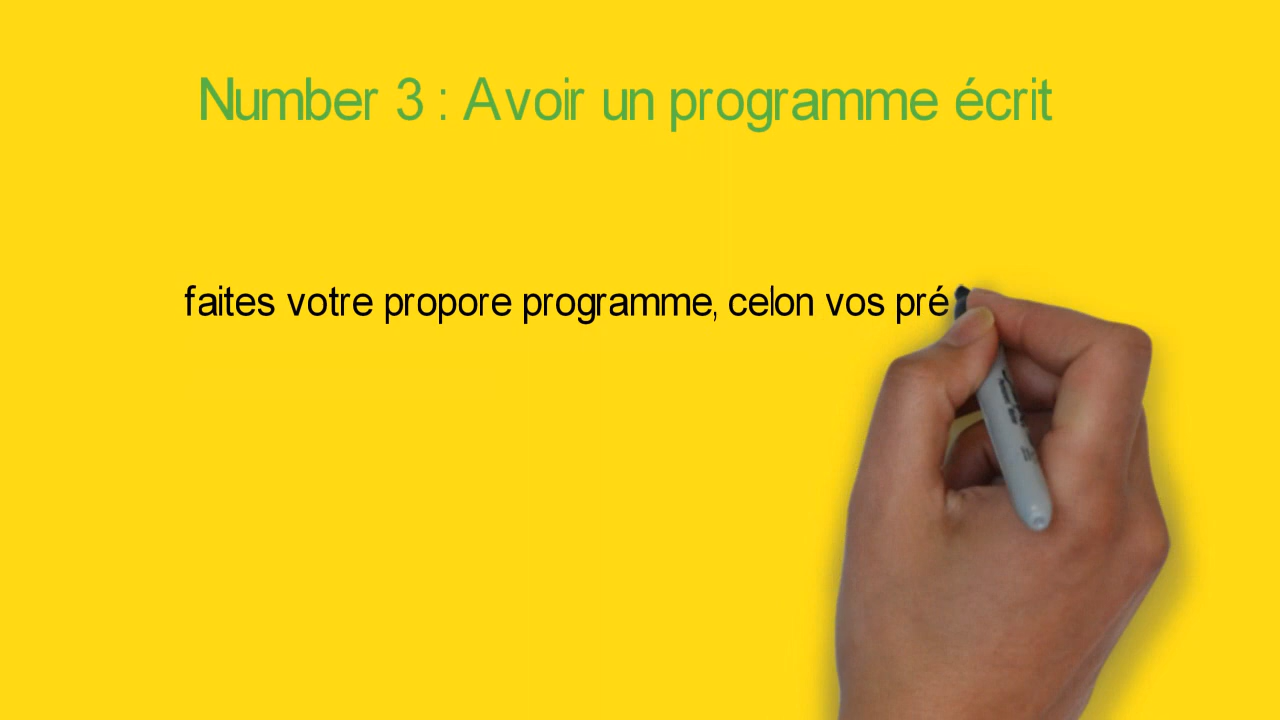 Number 3 : Avoir un programme écrit
faites votre propore programme, celon vos pré